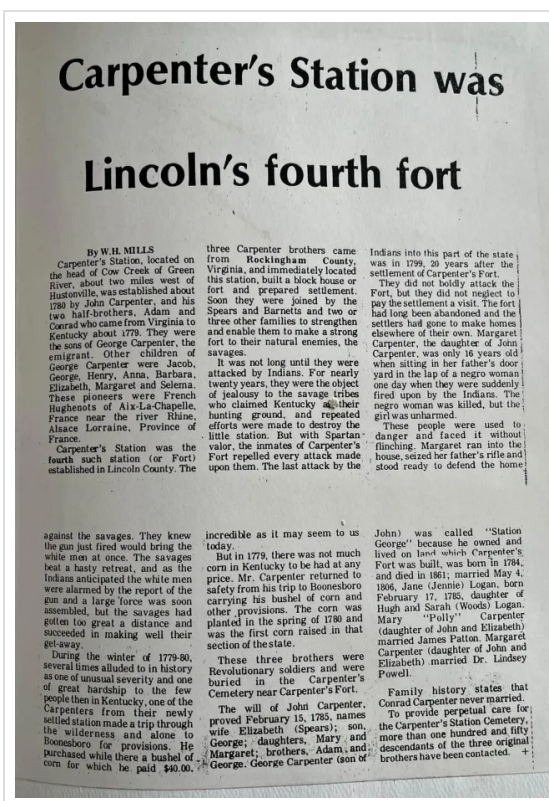 Carpenter's Station was
Lincoln's fourth fort
By W.H. MILLS
Carpenter's Station, located on
the head of Cow Creek of Green
River, about two miles west of
Hustonville, was established about
1780 by John Carpenter, and his
two half-brothers, Adam and
Conrad who came from Virginia to
Kentucky about 1779. They were
the sons of George Carpenter, the
emigrant. Other children of
George Carpenter were Jacob,
George, Henry, Anna, Barbara,
Elizabeth, Margaret and Selema.
These pioneers were French
Hughenots of Aix-La-Chapelle,
France near the river Rhine,
Alsace Lorraine, Province of
France.
Carpenter's Station was the
fourth such station (or Fort)
established in Lincoln County. The
three Carpenter brothers came
from Rockingham County,
Virginia, and immediately located
this station, built a block house or
fort and prepared settlement.
Soon they were joined by the
Spears and Barnetts and two or
three other families to strengthen
and enable them to make a strong
fort to their natural enemies, the
savages.
It was not long until they were
attacked by Indians. For nearly
twenty years, they were the object
of jealousy to the savage tribes
who claimed Kentucky as their
hunting ground, and repeated
efforts were made to destroy the
little station. But with Spartan
valor, the inmates of Carpenter's
Fort repelled every attack made
upon them. The last attack by the
Indians into this part of the state
was in 1799, 20 years after the
settlement of Carpenter's Fort.
They did not boldly attack the
Fort, but they did not neglect to
pay the settlement a visit. The fort
had long been abandoned and the
settlers had gone to make homes
elsewhere of their own. Margaret
Carpenter, the daughter of John
Carpenter, was only 16 years old
when sitting in her father's door
yard in the lap of a negro woman
one day when they were suddenly
fired upon by the Indians. The
negro woman was killed, but the
girl was unharmed.
These people were used to
danger and faced it without
flinching. Margaret ran into the
house, seized her father's rifle and
stood ready to defend the home
against the savages. They knew
the gun just fired would bring the
white men at once. The savages
beat a hasty retreat, and as the
Indians anticipated the white men
were alarmed by the report of the
gun and a large force was soon
assembled, but the savages had
gotten too great a distance and
succeeded in making well their
get-away.
During the winter of 1779-80,
several times alluded to in history
as one of unusual severity and one
of great hardship to the few
people then in Kentucky, one of the
Carpenters from their newly
settled station made a trip through
the wilderness and alone to
Boonesboro for provisions. He
purchased while there a bushel of
corn for which he paid $40.00,
incredible as it may seem to us
today.
But in 1779, there was not much
corn in Kentucky to be had at any
price. Mr. Carpenter returned to
safety from his trip to Boonesboro
carrying his bushel of corn and
other provisions. The corn was
planted in the spring of 1780 and
was the first corn raised in that
section of the state.
These three brothers were
Revolutionary soldiers and were
buried in the Carpenter's
Cemetery near Carpenter's Fort.
The will of John Carpenter,
proved February 15, 1785, names
wife Elizabeth (Spears); son,
George; daughters, Mary and
Margaret; brothers, Adam and
George. George Carpenter (son of
John) was called "Station
George" because he owned and
lived on land which Carpenter's
Fort was built, was born in 1784,
and died in 1861; married May 4,
1806, Jane (Jennie) Logan, born
February 17, 1785, daughter of
Hugh and Sarah (Woods) Logan.
Mary "Polly" Carpenter
(daughter of John and Elizabeth)
married James Patton. Margaret
Carpenter (daughter of John and
Elizabeth) married Dr. Lindsey
Powell.
Family history states that
Conrad Carpenter never married.
To provide perpetual care for
the Carpenter's Station Cemetery,
more than one hundred and fifty
descendants of the three original
brothers have been contacted. +